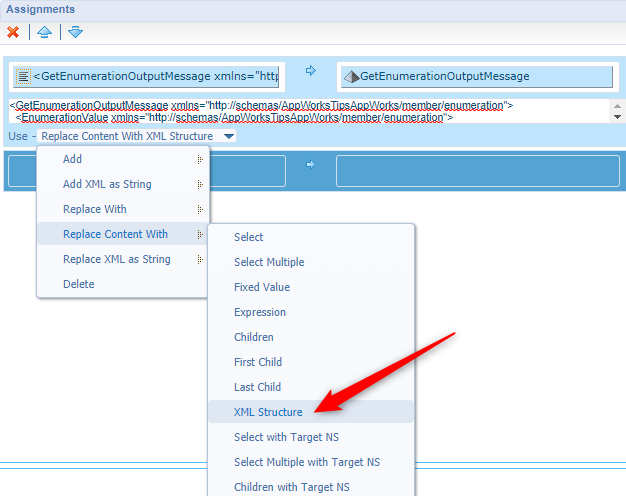 Assignments
<GetEnumerationOutputMessage xmlns="http
GetEnumerationOutputMessage
<GetEnumerationOutputMessage xmlns="http://schemas/AppWorksTipsAppWorks/member/enumeration">
<EnumerationValue xmlns="http://schemas/AppWorksTipsAppWorks/member/enumeration">
Use - Replace Content With XML Structure
Add
Add XML as String
Replace With
Replace Content With
Replace XML as String
Delete
Select
Select Multiple
Fixed Value
Expression
Children
First Child
Last Child
XML Structure
Select with Target NS
Select Multiple with Target NS
Children with Target NS